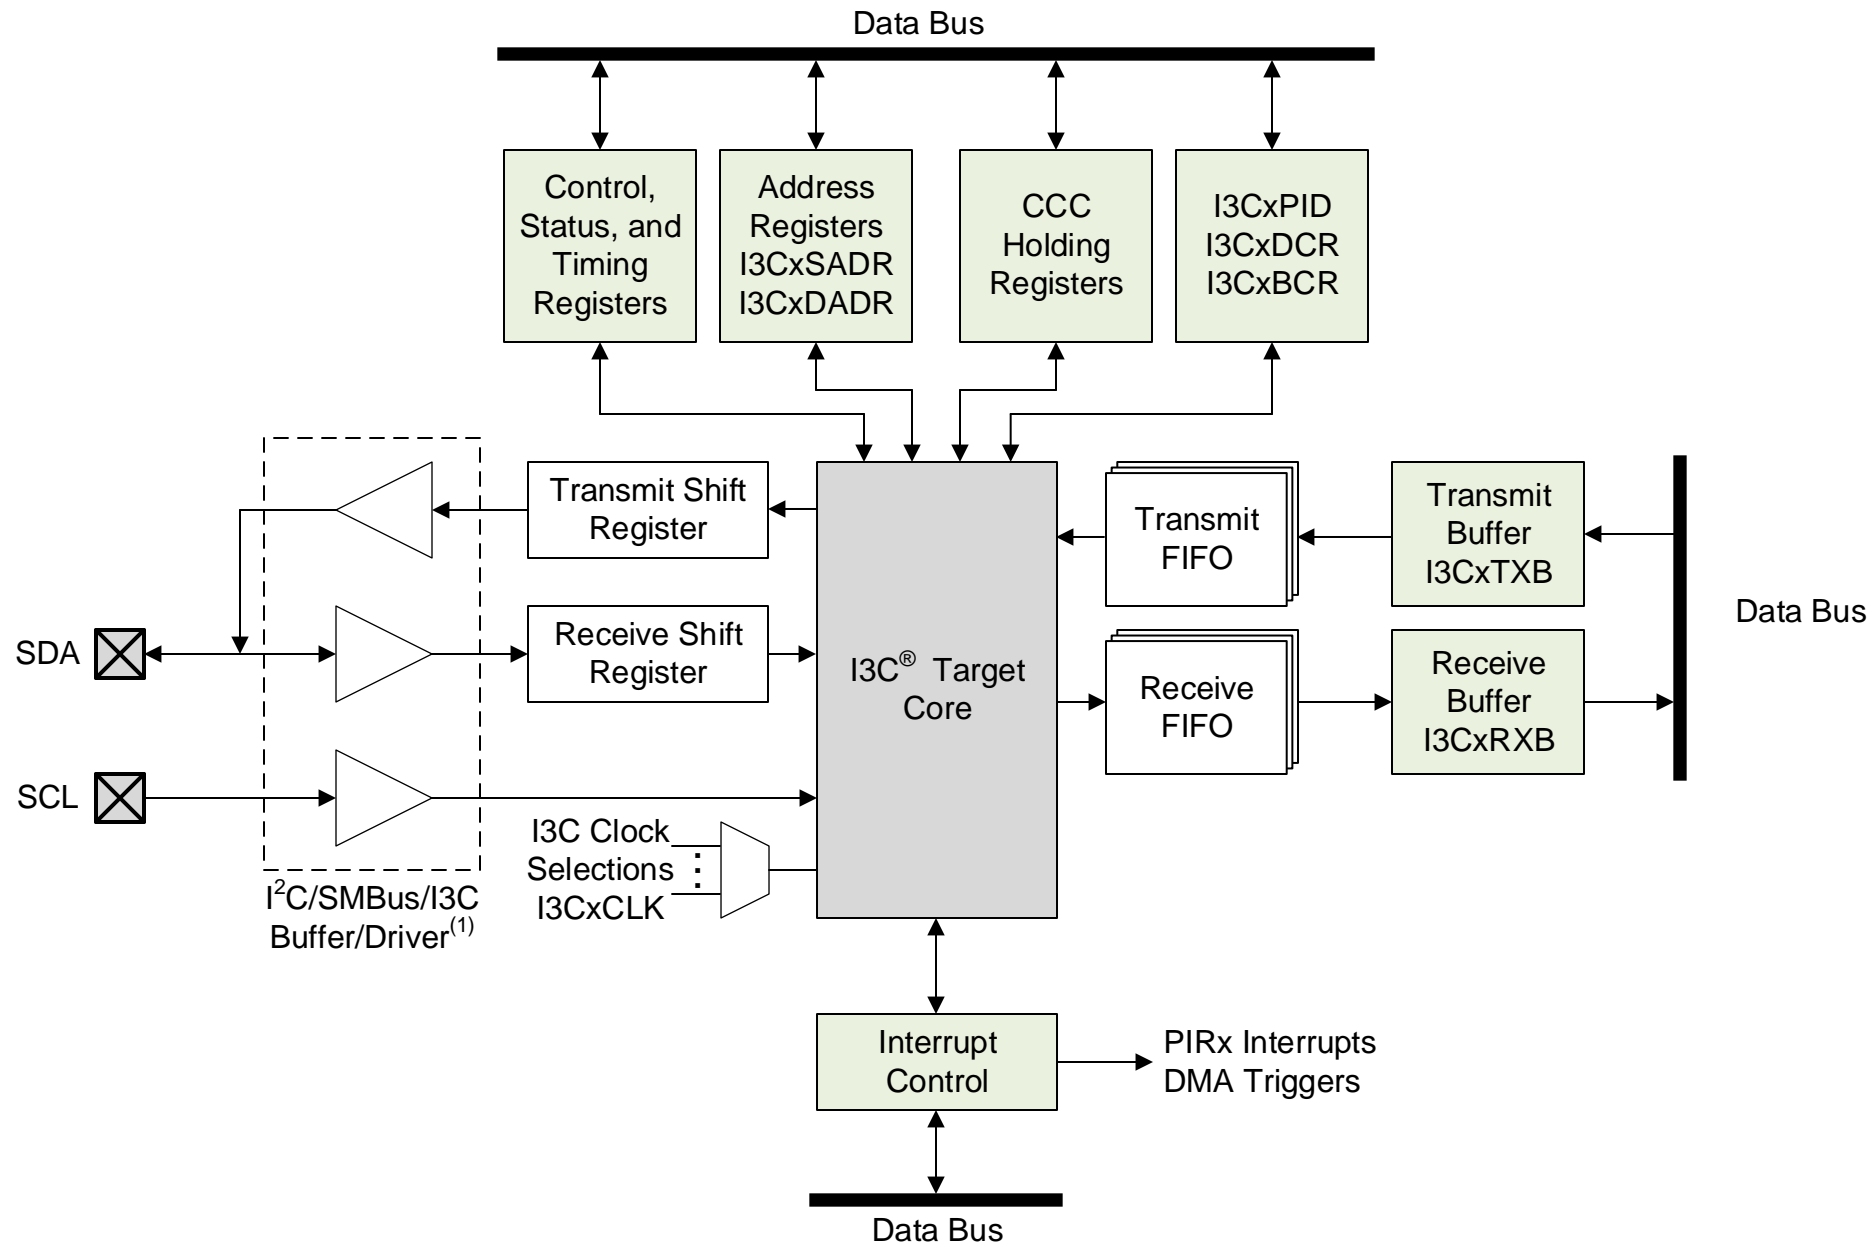 Data Bus
Control,
Status, and
Timing
Registers
Address
Registers
I3CxSADR
I3CxDADR
CCC
Holding
Registers
I3CxPID
I3CxDCR
I3CxBCR
Transmit Shift
Register
Receive Shift
Register
SDA
SCL
I²C/SMBus/I3C
Buffer/Driver⁽¹⁾
I3C Clock
Selections
I3CxCLK
I3C® Target
Core
Transmit
FIFO
Receive
FIFO
Transmit
Buffer
I3CxTXB
Receive
Buffer
I3CxRXB
Data Bus
Interrupt
Control
PIRx Interrupts
DMA Triggers
Data Bus